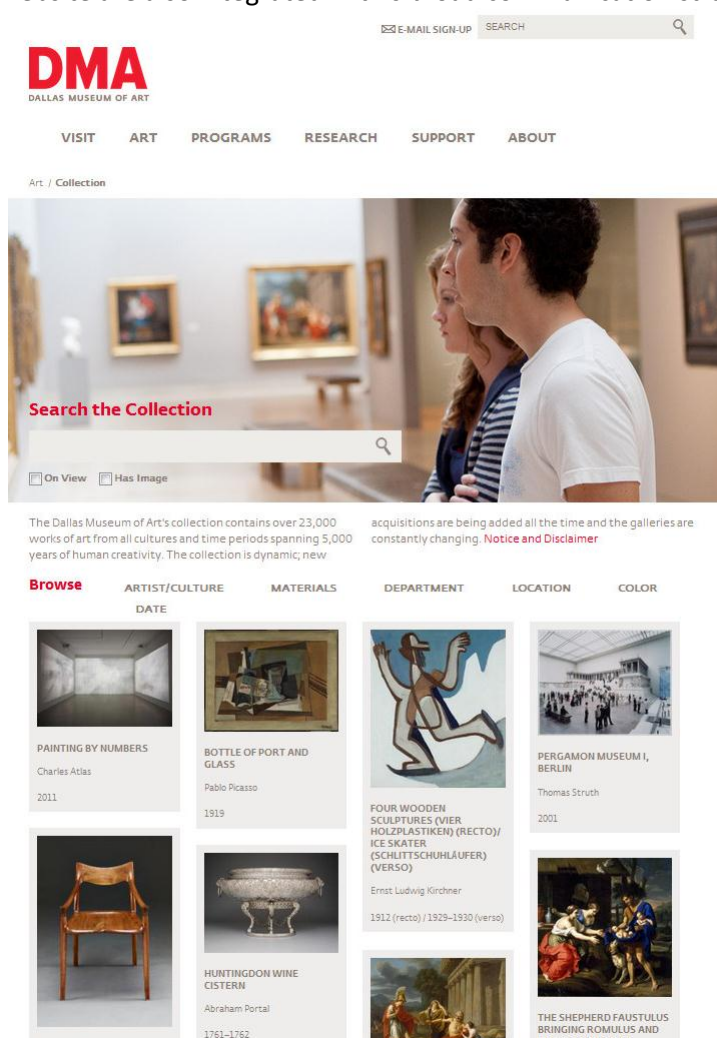 E-MAIL SIGN-UP
SEARCH
DMA
DALLAS MUSEUM OF ART
VISIT ART PROGRAMS RESEARCH SUPPORT ABOUT
Art / Collection
Search the Collection
On View Has Image
The Dallas Museum of Art's collection contains over 23,000
works of art from all cultures and time periods spanning 5,000
years of human creativity. The collection is dynamic; new
acquisitions are being added all the time and the galleries are
constantly changing. Notice and Disclaimer
Browse ARTIST/CULTURE MATERIALS DEPARTMENT LOCATION COLOR
DATE
PAINTING BY NUMBERS
Charles Atlas
2011
BOTTLE OF PORT AND
GLASS
Pablo Picasso
1919
FOUR WOODEN
SCULPTURES (VIER
HOLZPLASTIKEN) (RECTO)/
ICE SKATER
(SCHLITTSCHUHLÄUFER)
(VERSO)
Ernst Ludwig Kirchner
1912 (recto) / 1929–1930 (verso)
PERGAMON MUSEUM I,
BERLIN
Thomas Struth
2001
HUNTINGDON WINE
CISTERN
Abraham Portal
1761–1762
THE SHEPHERD FAUSTULUS
BRINGING ROMULUS AND